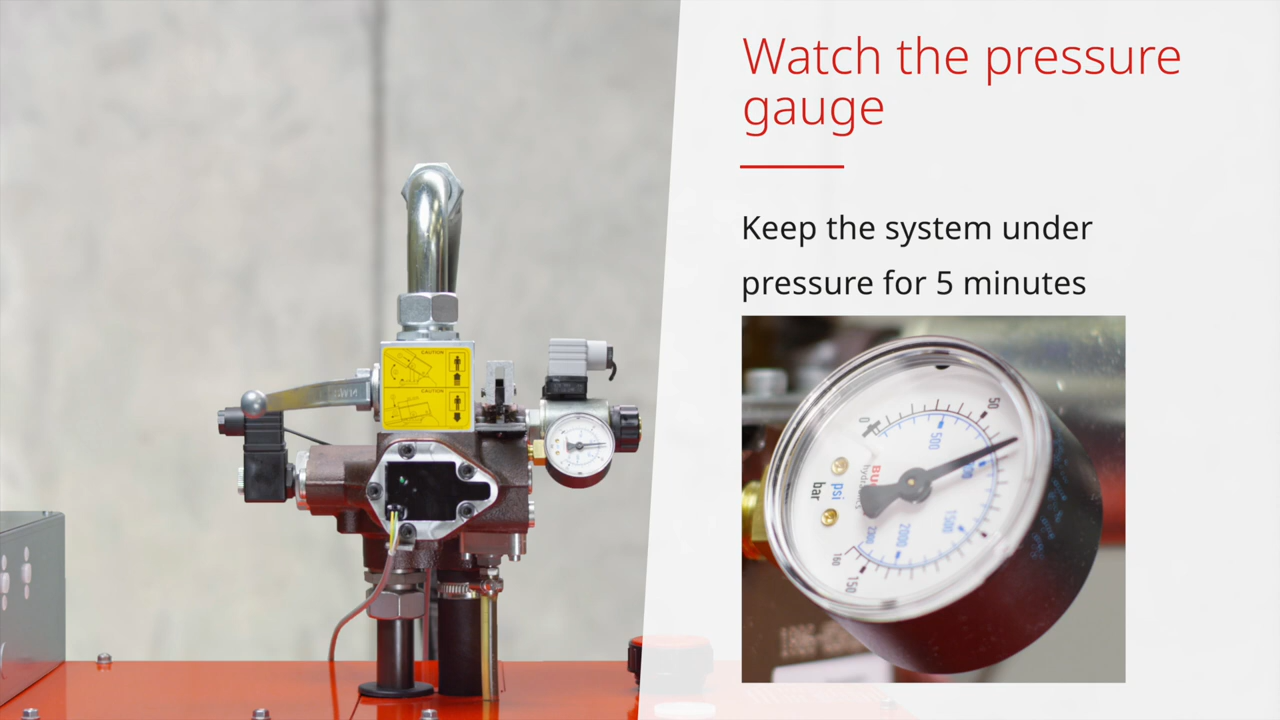 Watch the pressure
gauge
Keep the system under
pressure for 5 minutes
CAUTION
CAUTION
0
50
500
bar
psi
1500
2000
150
160